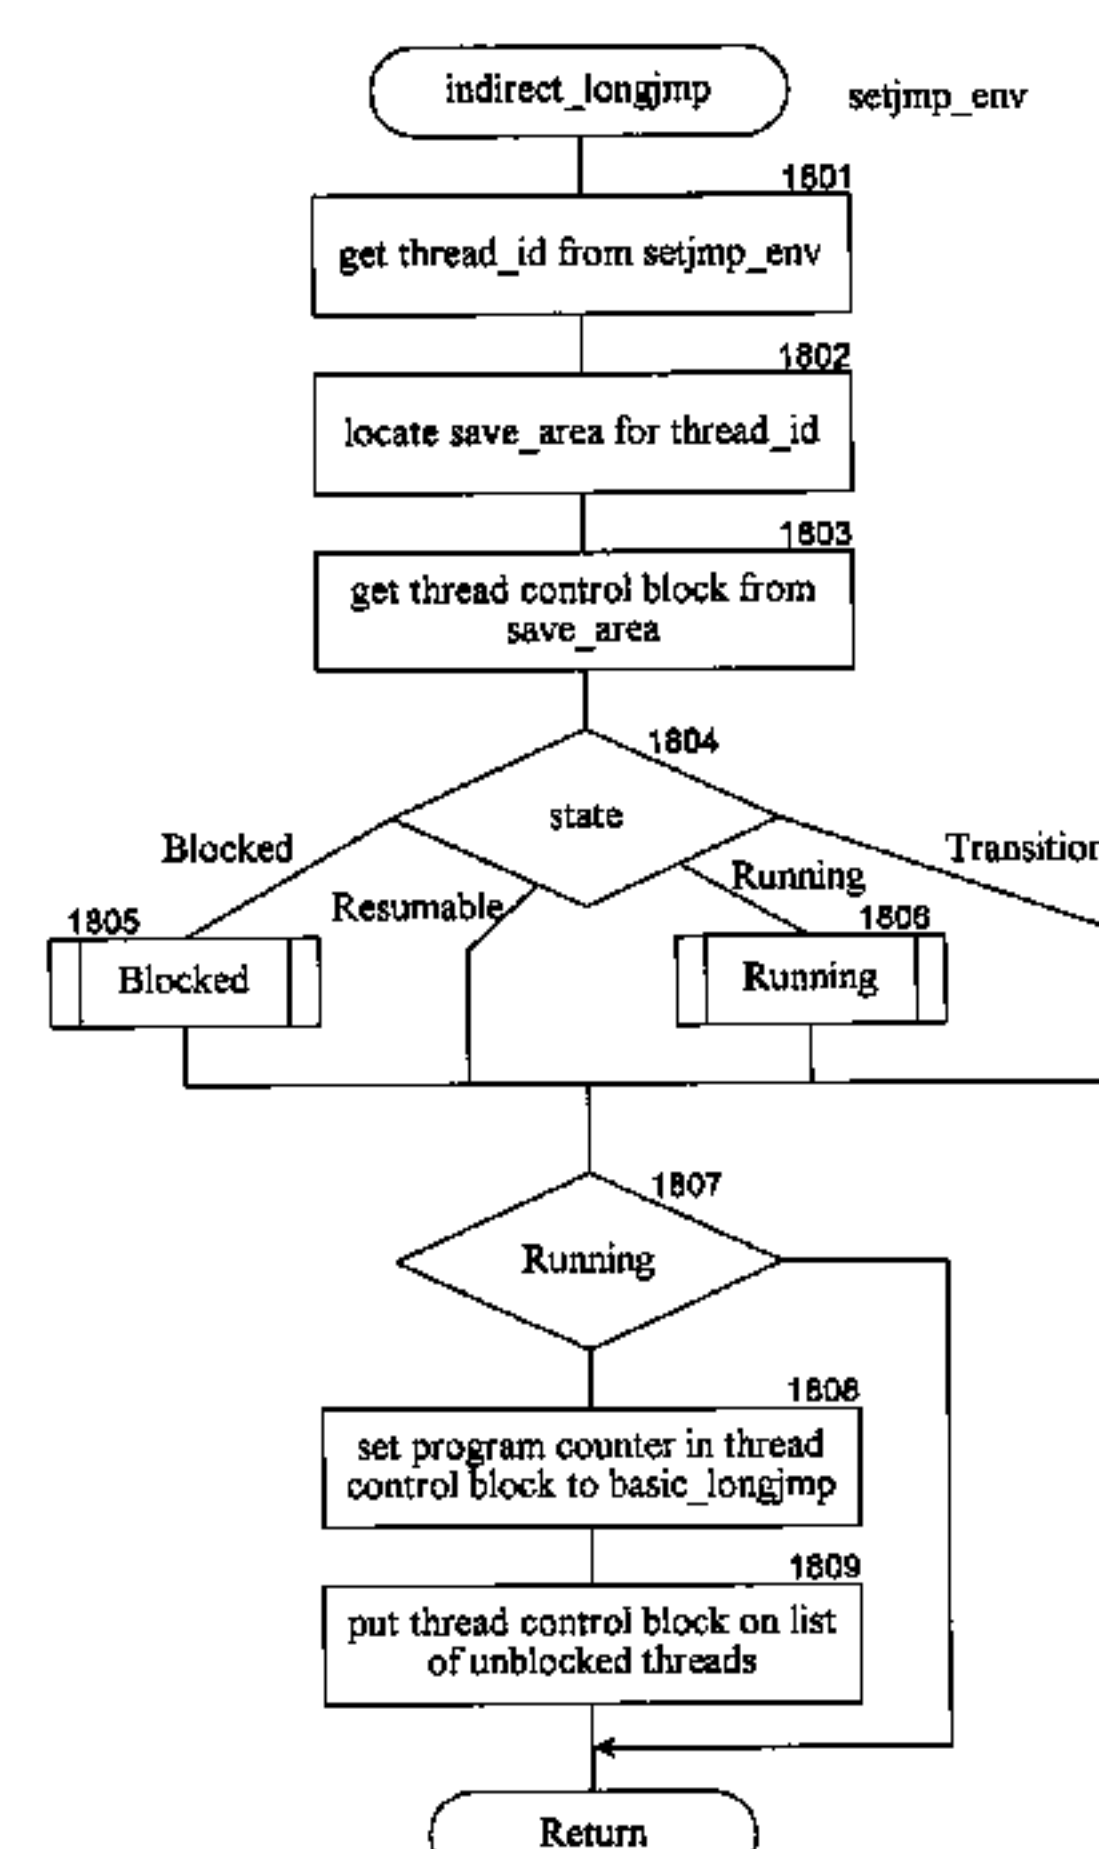 indirect_longjmp
setjmp_env
1801
get thread_id from setjmp_env
1802
locate save_area for thread_id
1803
get thread control block from
save_area
1804
state
Blocked
Resumable
Running
Transition
1805
Blocked
1806
Running
1807
Running
1808
set program counter in thread
control block to basic_longjmp
1809
put thread control block on list
of unblocked threads
Return